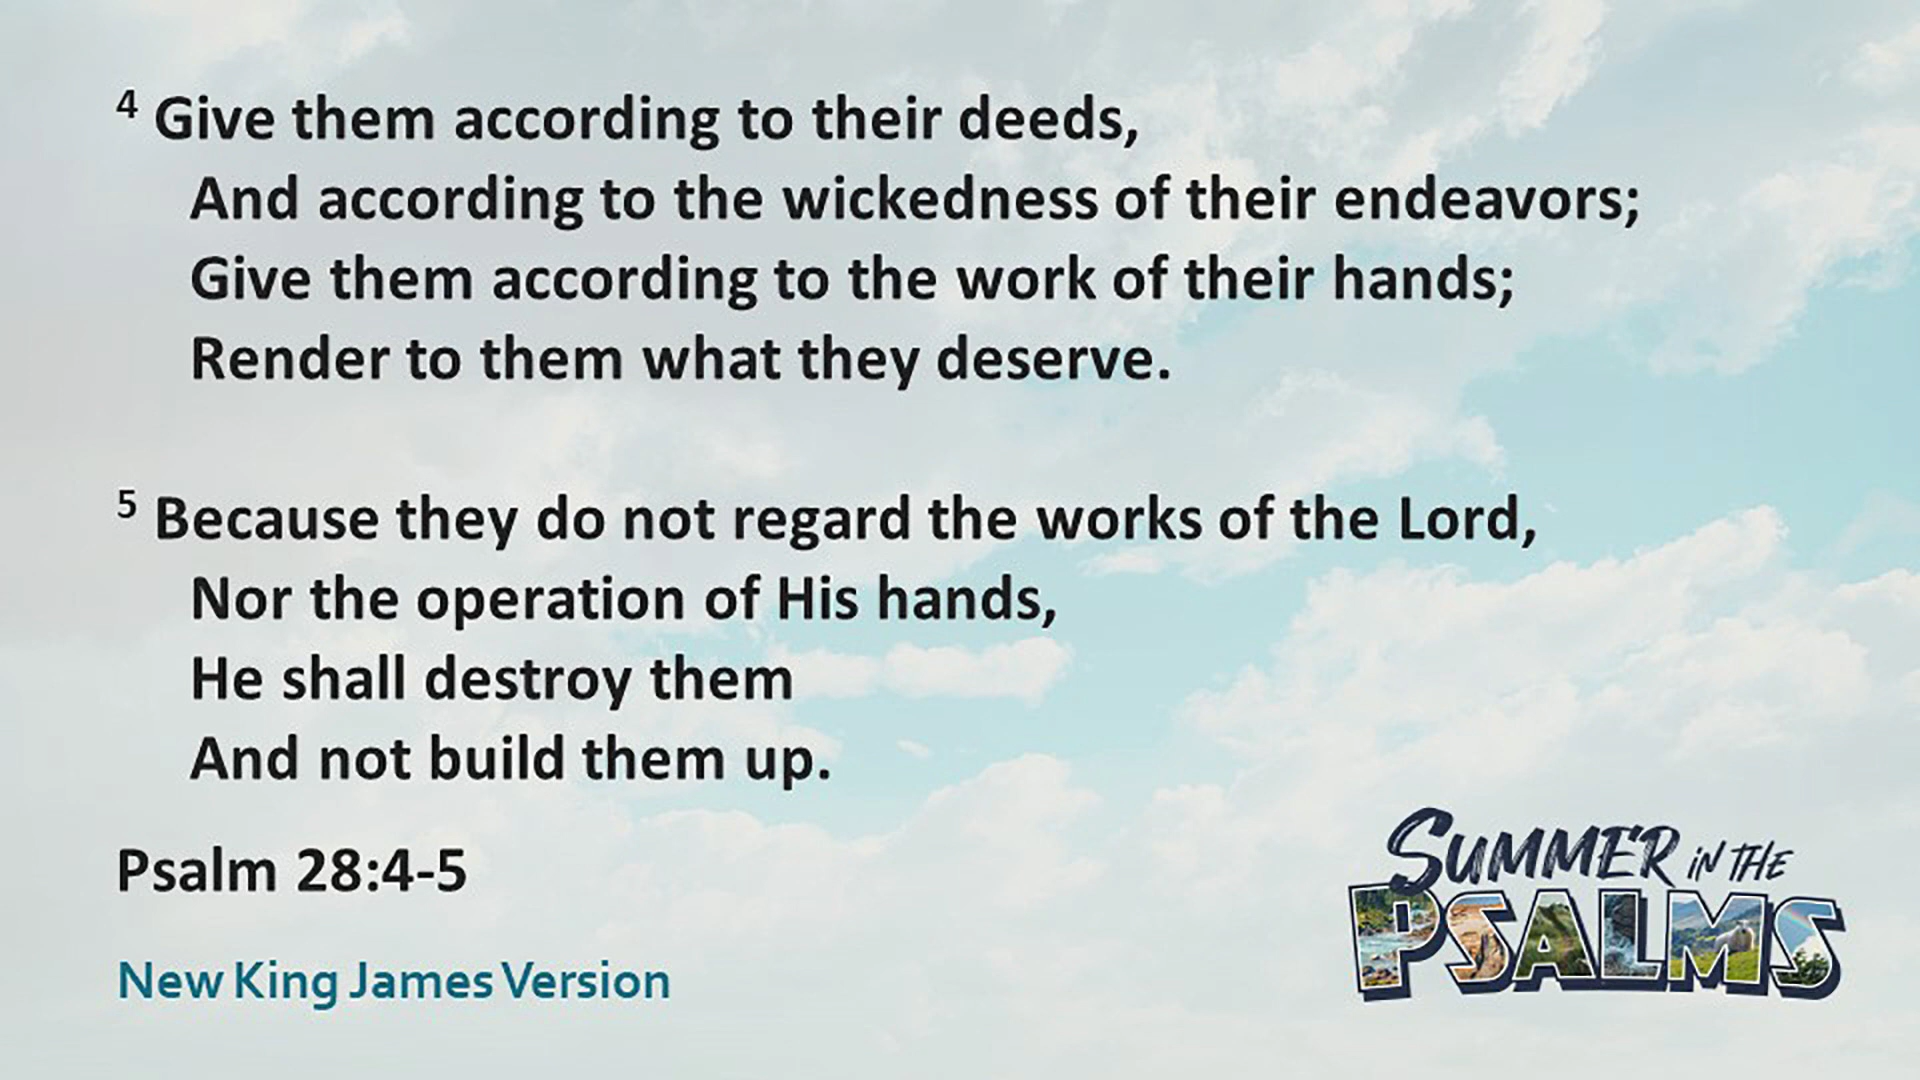 4 Give them according to their deeds,
And according to the wickedness of their endeavors;
Give them according to the work of their hands;
Render to them what they deserve.
5 Because they do not regard the works of the Lord,
Nor the operation of His hands,
He shall destroy them
And not build them up.
Psalm 28:4-5
New King James Version
SUMMER IN THE
PSALMS